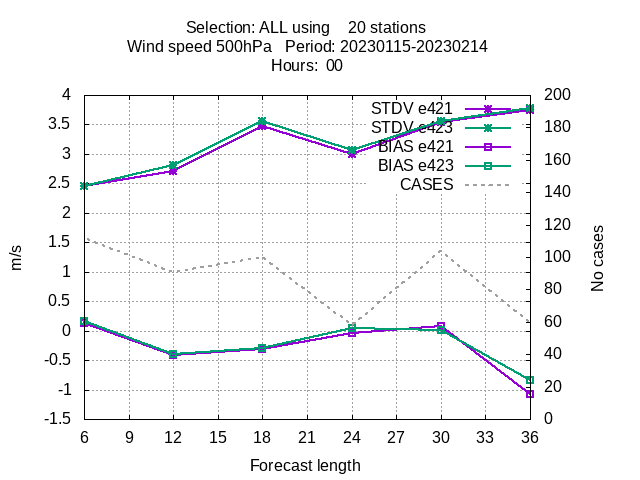 Selection: ALL using    20 stations
Wind speed 500hPa   Period: 20230115-20230214
Hours:  00
4
3.5
3
2.5
2
1.5
1
0.5
0
-0.5
-1
-1.5
m/s
STDV e421
STDV e423
BIAS e421
BIAS e423
CASES
200
180
160
140
120
100
80
60
40
20
0
No cases
6 9 12 15 18 21 24 27 30 33 36
Forecast length